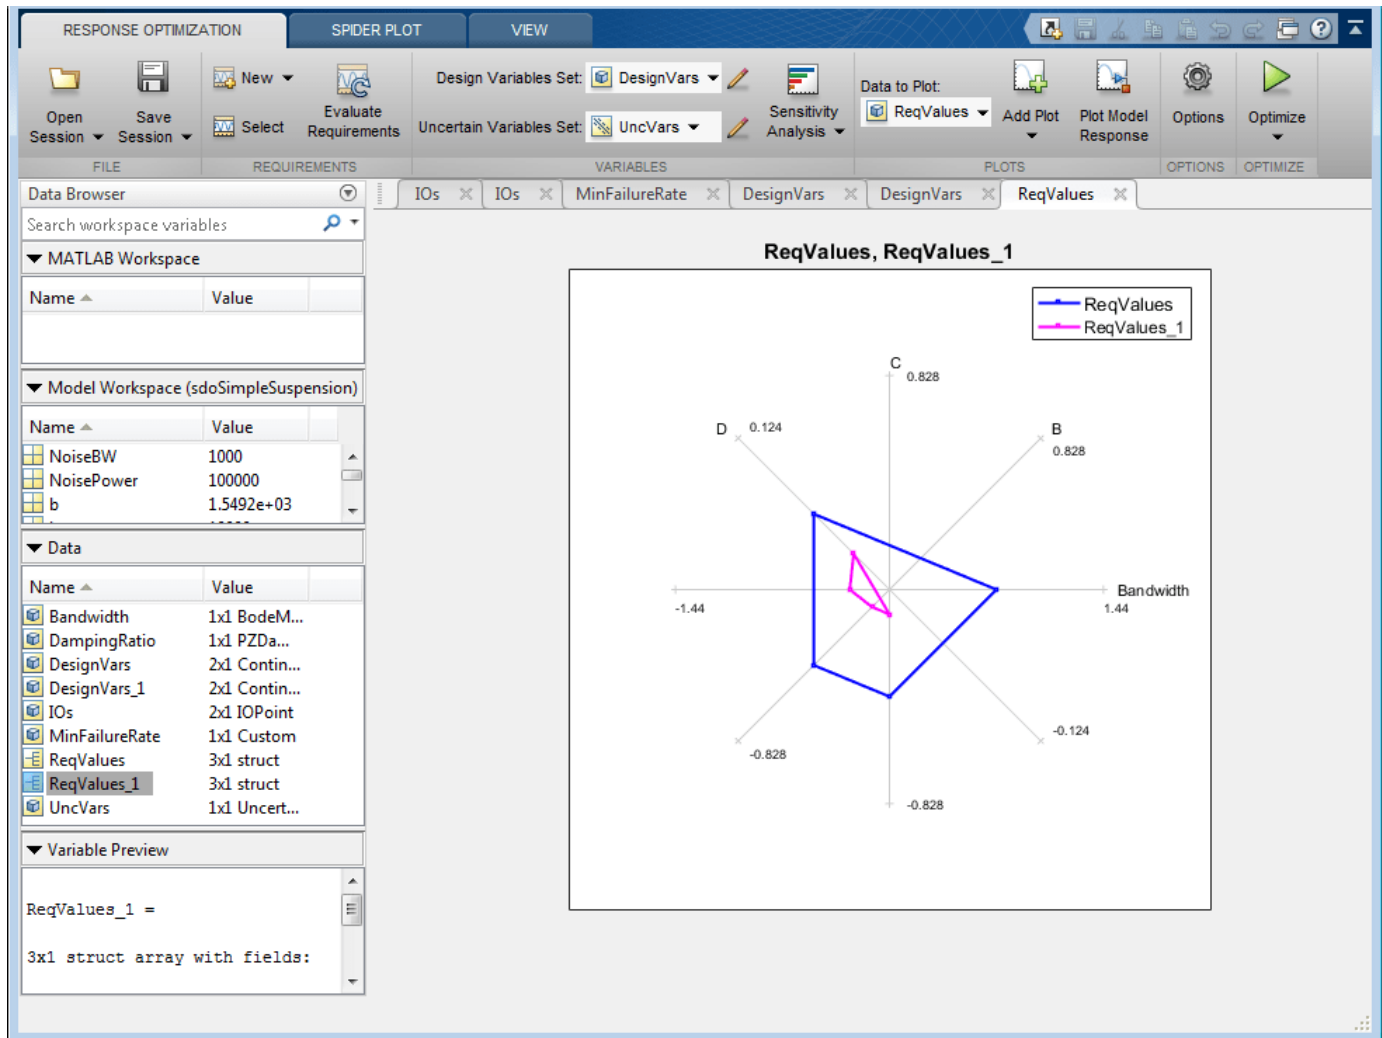 RESPONSE OPTIMIZATION SPIDER PLOT VIEW
New Design Variables Set: DesignVars Data to Plot:
Open Session Save Session Select Evaluate Requirements Uncertain Variables Set: UncVars Sensitivity Analysis ReqValues Add Plot Plot Model Response Options Optimize
FILE REQUIREMENTS VARIABLES PLOTS OPTIONS OPTIMIZE
Data Browser
IOs IOs MinFailureRate DesignVars DesignVars ReqValues
Search workspace variables
MATLAB Workspace
Name Value
Model Workspace (sdoSimpleSuspension)
Name Value
NoiseBW 1000
NoisePower 100000
b 1.5492e+03
Data
Name Value
Bandwidth 1x1 BodeM...
DampingRatio 1x1 PZDa...
DesignVars 2x1 Contin...
DesignVars_1 2x1 Contin...
IOs 2x1 IOPoint
MinFailureRate 1x1 Custom
ReqValues 3x1 struct
ReqValues_1 3x1 struct
UncVars 1x1 Uncert...
Variable Preview
ReqValues_1 =
3x1 struct array with fields:
ReqValues, ReqValues_1
ReqValues
ReqValues_1
C
0.828
D 0.124
B
0.828
Bandwidth
-1.44
1.44
-0.124
-0.828
-0.828